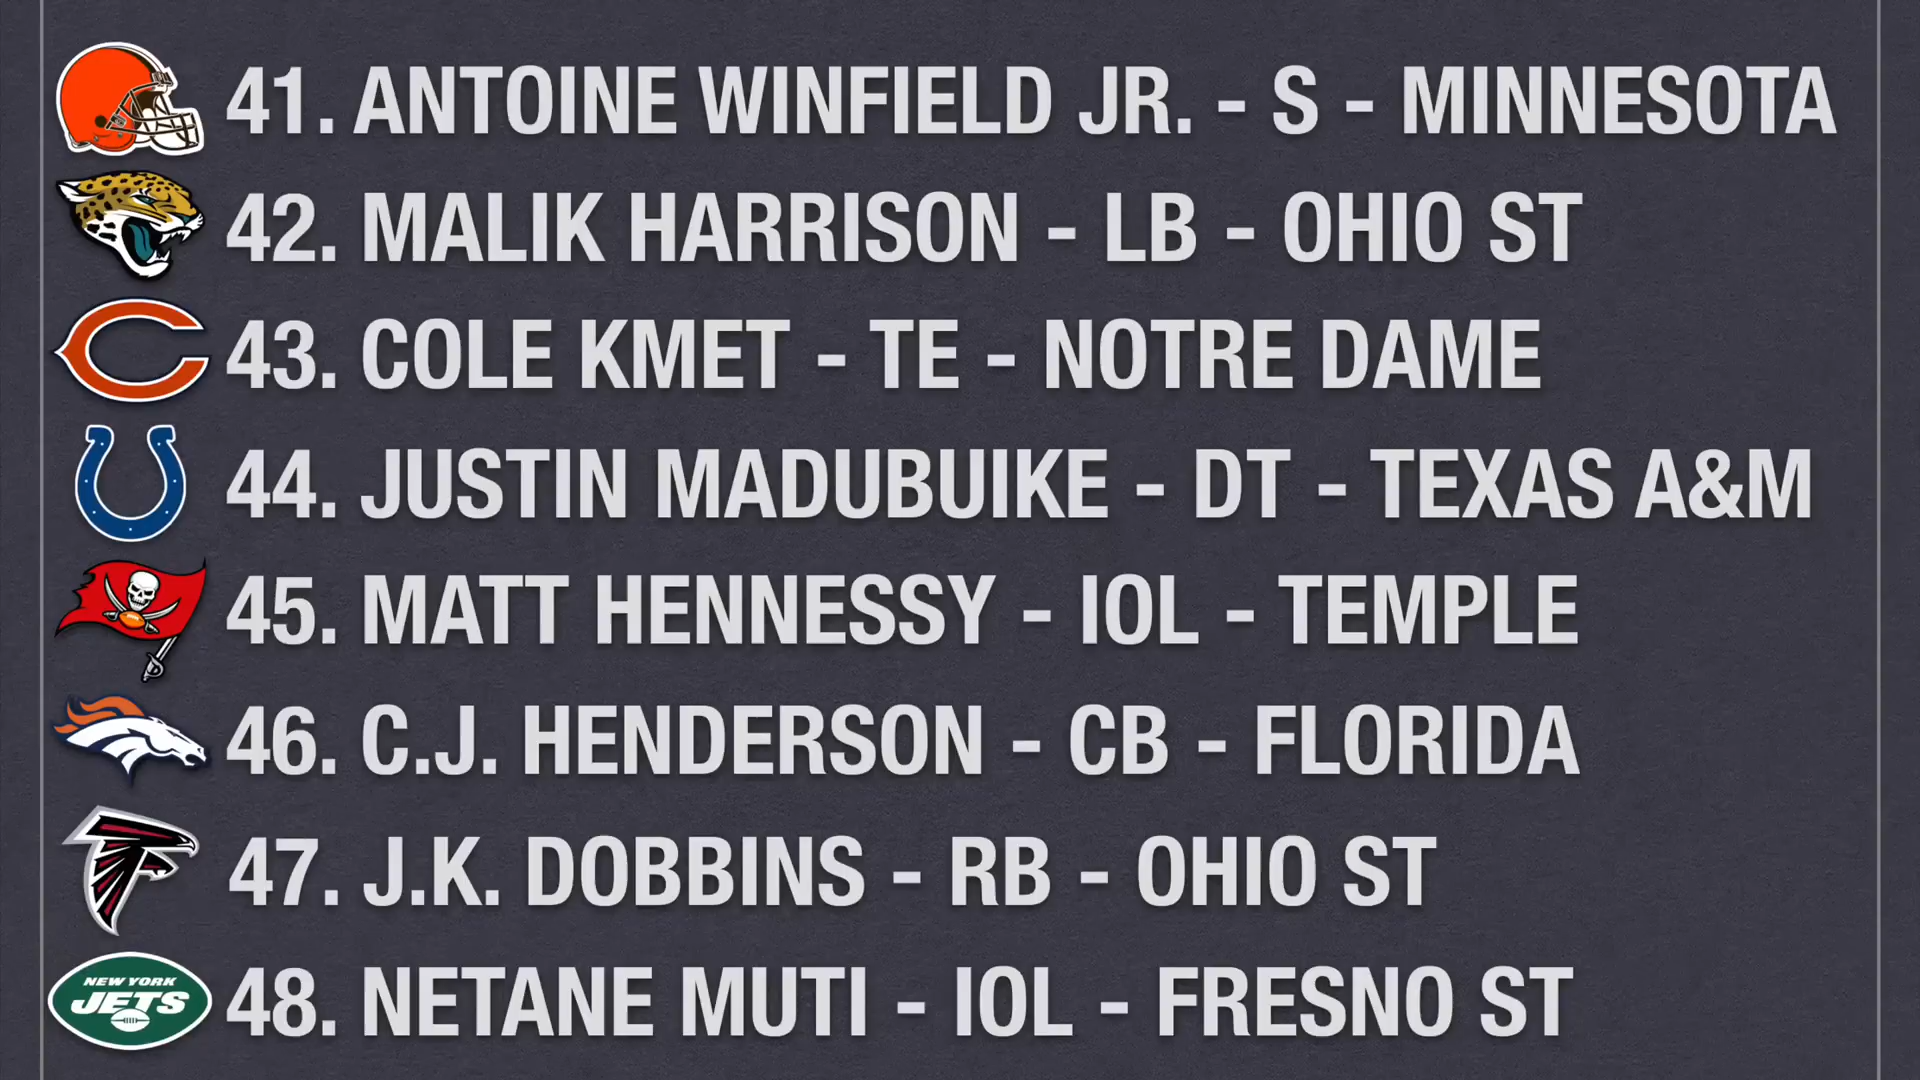 41. ANTOINE WINFIELD JR. - S - MINNESOTA
42. MALIK HARRISON - LB - OHIO ST
43. COLE KMET - TE - NOTRE DAME
44. JUSTIN MADUBUIKE - DT - TEXAS A&M
45. MATT HENNESSY - IOL - TEMPLE
46. C.J. HENDERSON - CB - FLORIDA
47. J.K. DOBBINS - RB - OHIO ST
NEW YORK
JETS
48. NETANE MUTI - IOL - FRESNO ST